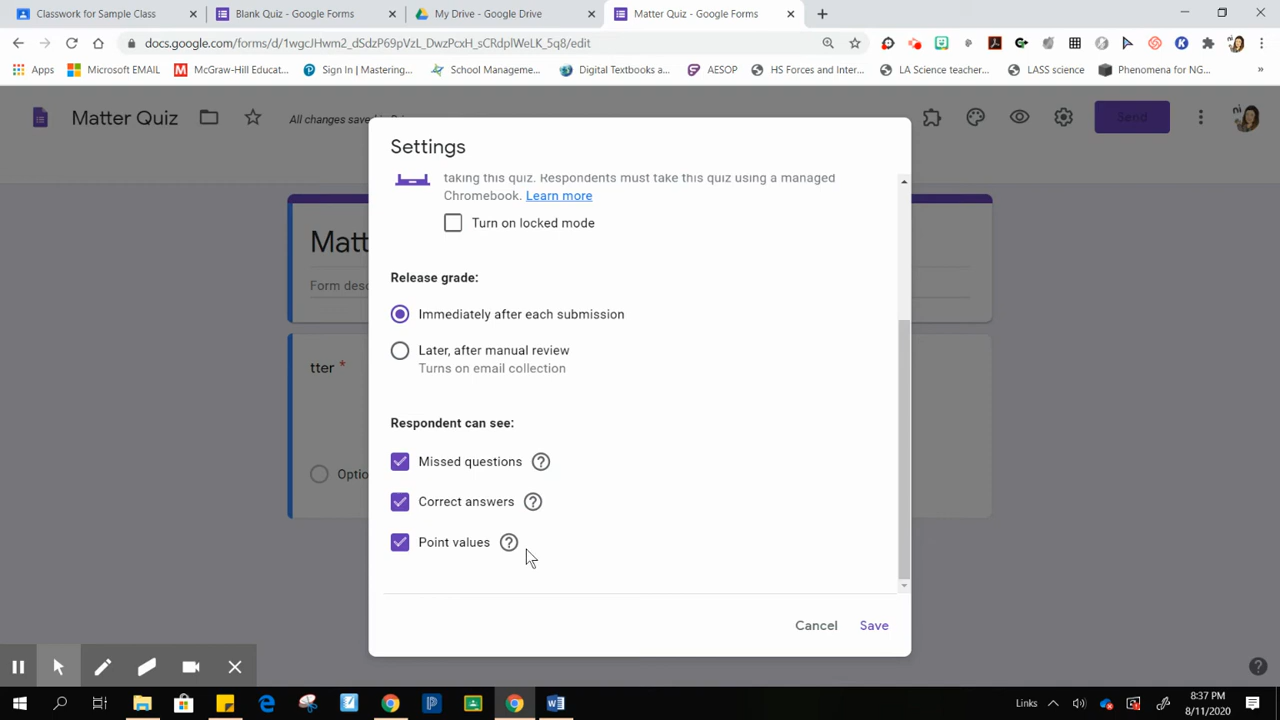 Classwork for Sample Class
Blank Quiz - Google Forms
My Drive - Google Drive
Matter Quiz - Google Forms
docs.google.com/forms/d/1wgcJHwm2_dSdzP69pVzL_DwzPcxH_sCRdplWeLK_5q8/edit
Apps
Microsoft EMAIL
McGraw-Hill Educat...
Sign In | Mastering...
School Manageme...
Digital Textbooks a...
AESOP
HS Forces and Inter...
LA Science teacher...
LASS science
Phenomena for NG...
»
Matter Quiz
All changes saved
Send
Settings
taking this quiz. Respondents must take this quiz using a managed
Chromebook. Learn more
Turn on locked mode
Matt
Form desc
Release grade:
Immediately after each submission
Later, after manual review
Turns on email collection
tter *
Respondent can see:
Missed questions ?
Optio
Correct answers ?
Point values ?
Cancel
Save
Links
8:37 PM
8/11/2020